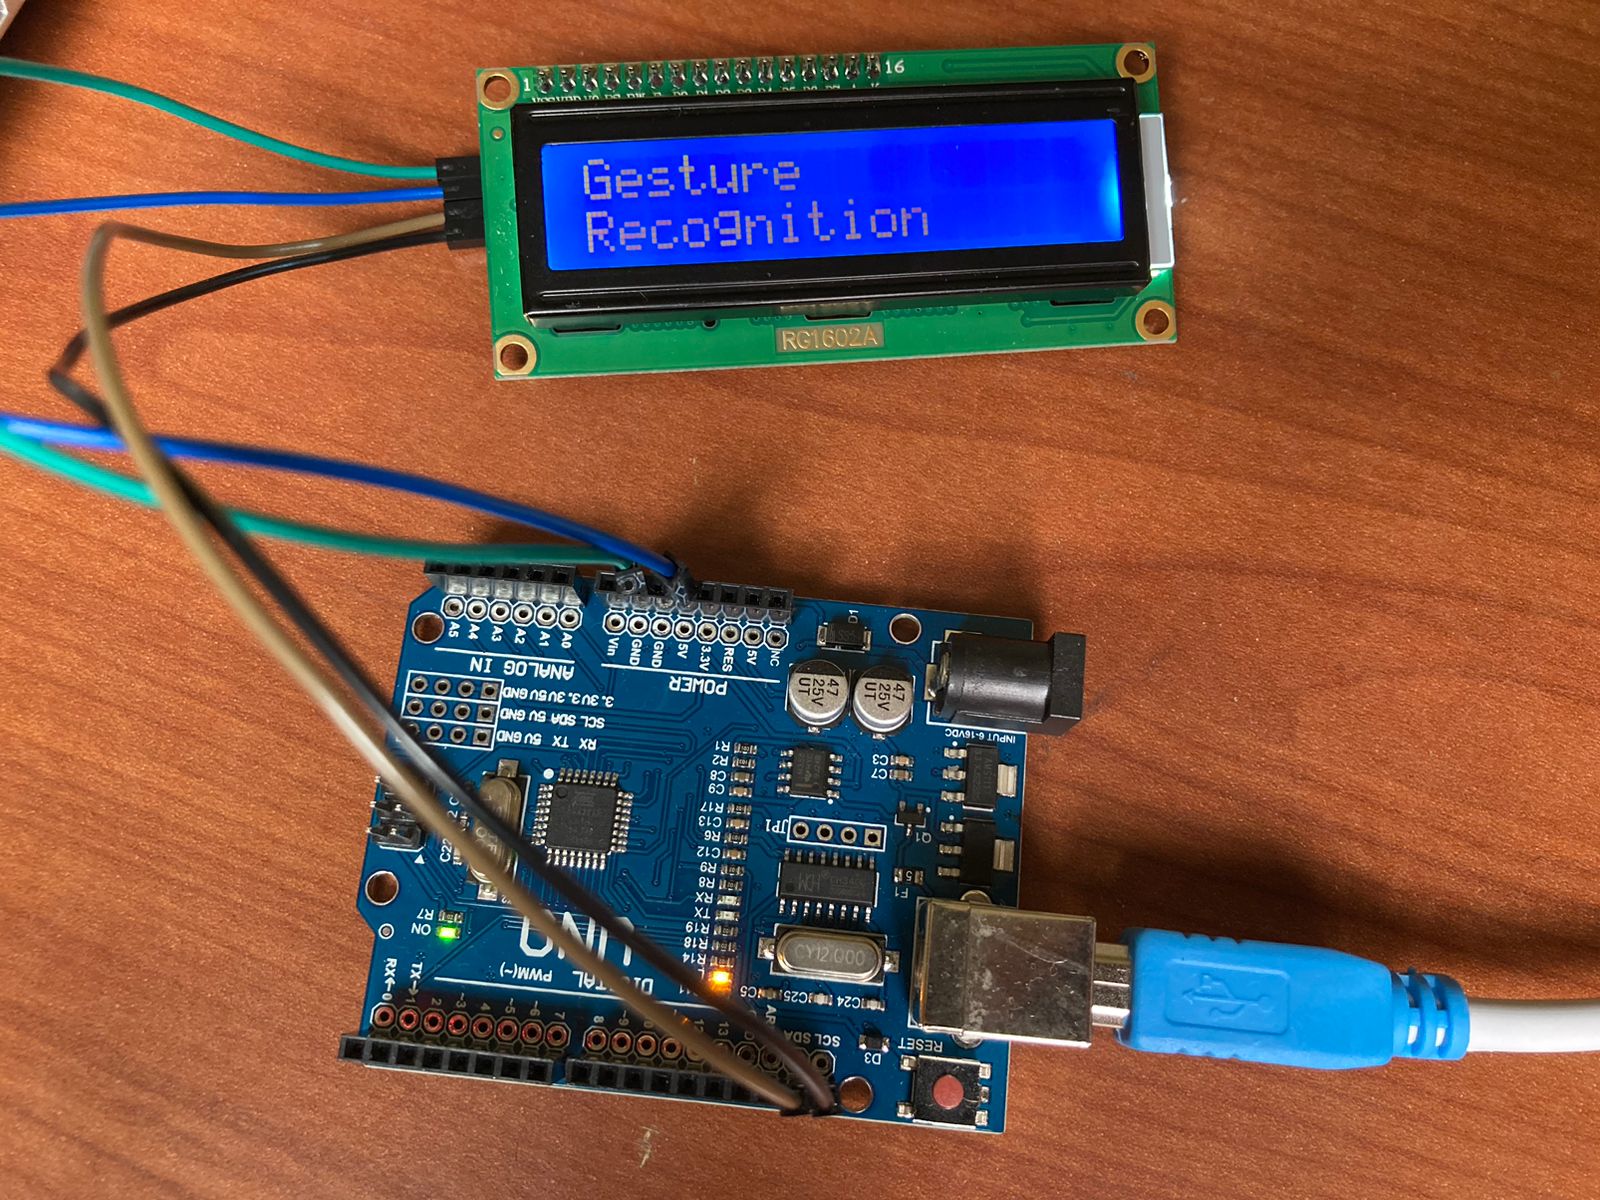 1
16
Gesture
Recognition
RG1602A
A5
A4
A3
A2
A1
A0
Vin
GND
GND
5V
3.3V
RES
5V
NC
ANALOG IN
POWER
D1
47
25V
UT
47
25V
UT
INPUT 6-16VDC
3.3V3.3V5V GND
SCL SDA 5V GND
RX TX 5V GND
R1
R2
C8
C9
R17
C13
R6
C12
R9
R8
RX
TX
R19
R18
R14
C3
C7
JP1
Q1
F1
5
CY12.000
C5
C25
C24
D3
RESET
R7
ON
UNO
DIGITAL PWM(~)
RX←0
TX→1
2
~3
4
~5
~6
7
8
~9
13
SCL SDA